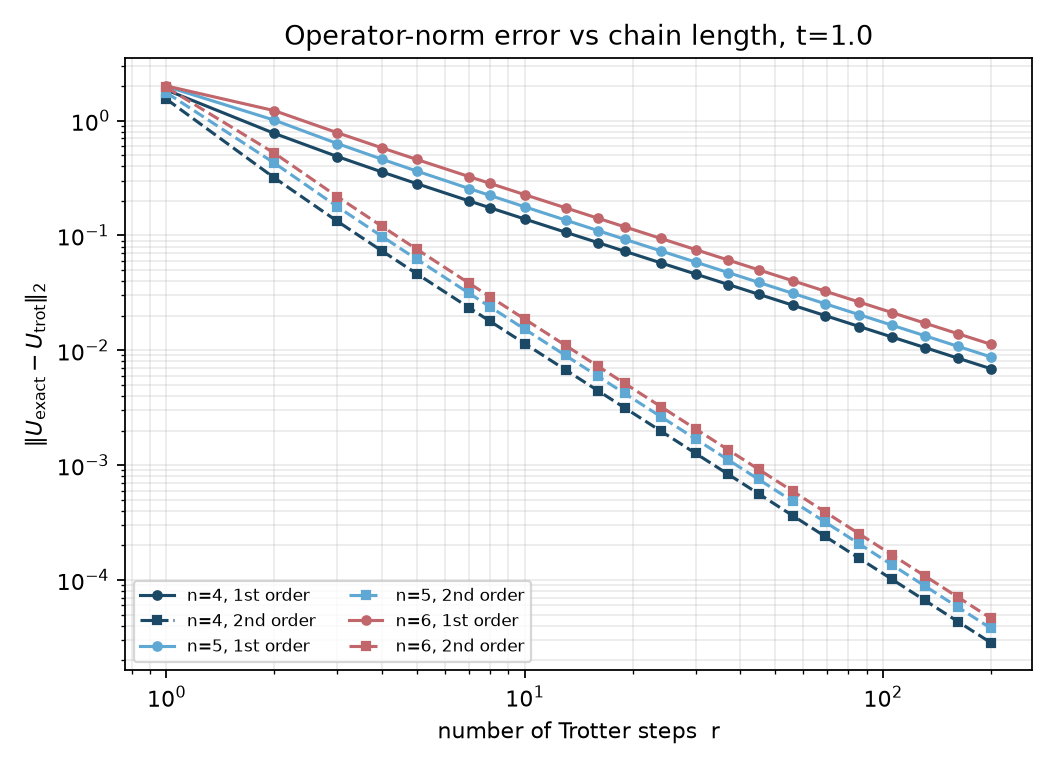 Operator-norm error vs chain length, t=1.0
‖U_exact − U_trot‖₂
10⁰
10⁻¹
10⁻²
10⁻³
10⁻⁴
n=4, 1st order
n=4, 2nd order
n=5, 1st order
n=5, 2nd order
n=6, 1st order
n=6, 2nd order
10⁰ 10¹ 10²
number of Trotter steps r